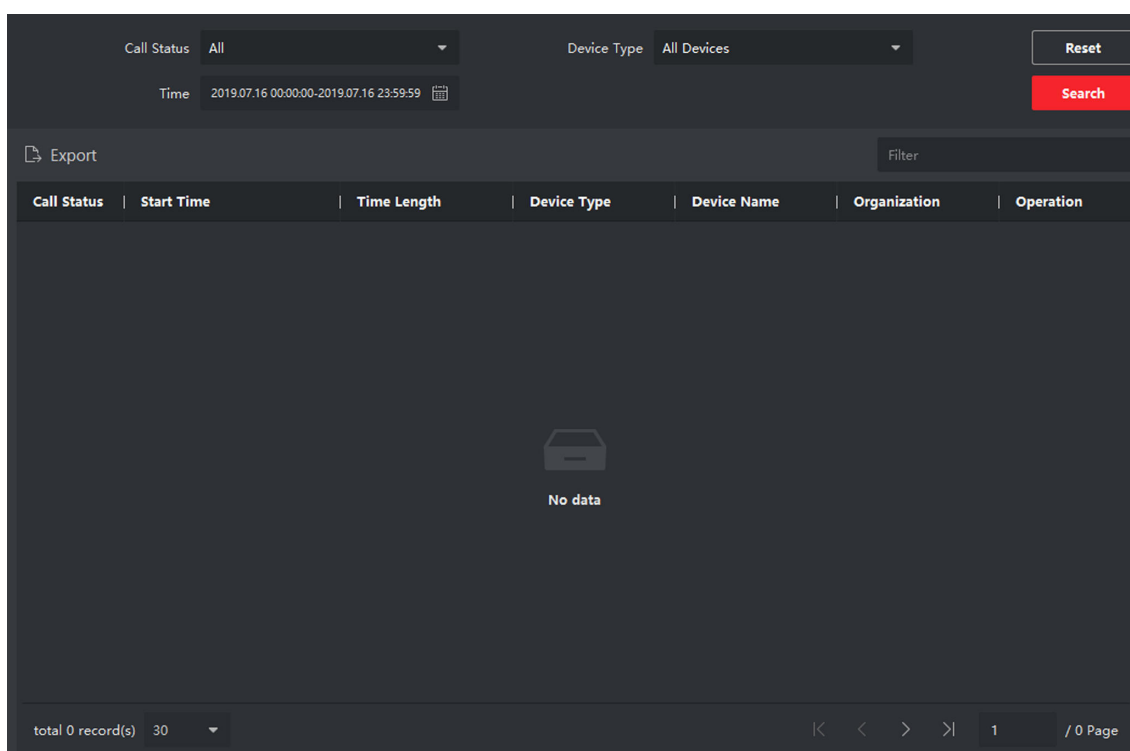 Call Status All Device Type All Devices Reset
Time 2019.07.16 00:00:00-2019.07.16 23:59:59 Search
Export Filter
Call Status | Start Time | Time Length | Device Type | Device Name | Organization | Operation
No data
total 0 record(s) 30 1 / 0 Page